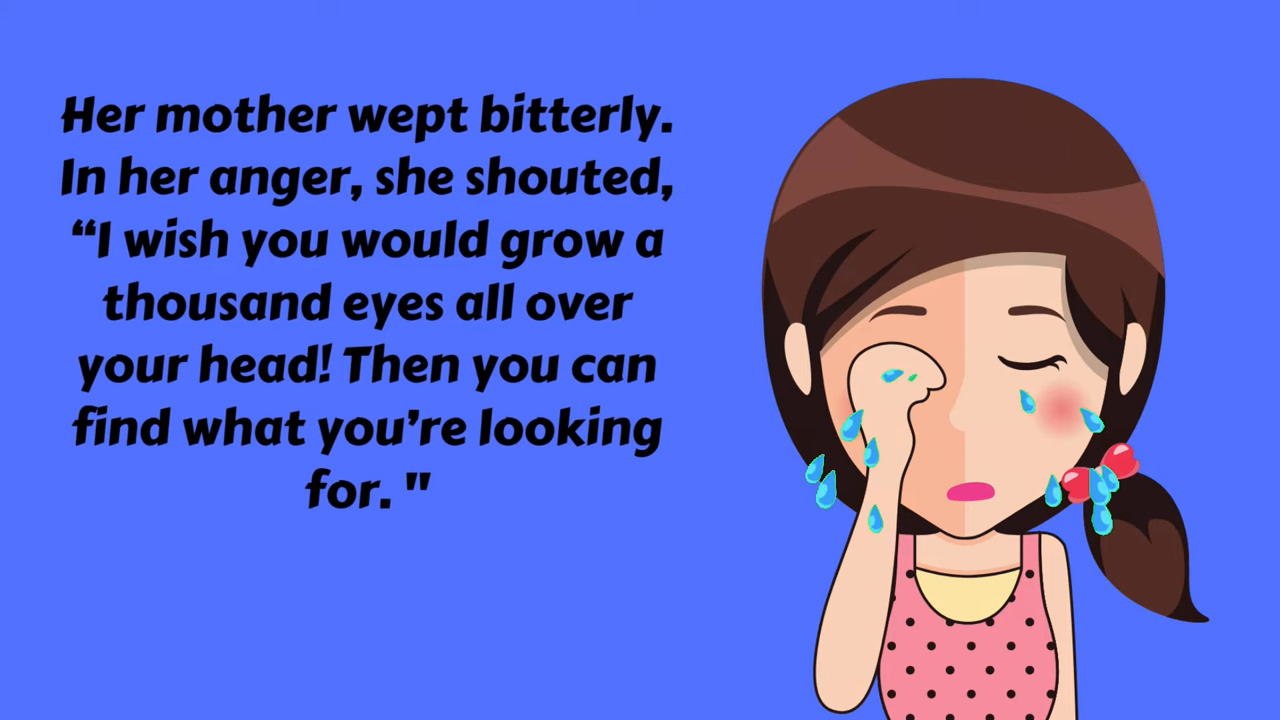 Her mother wept bitterly.
In her anger, she shouted,
“I wish you would grow a
thousand eyes all over
your head! Then you can
find what you’re looking
for. "